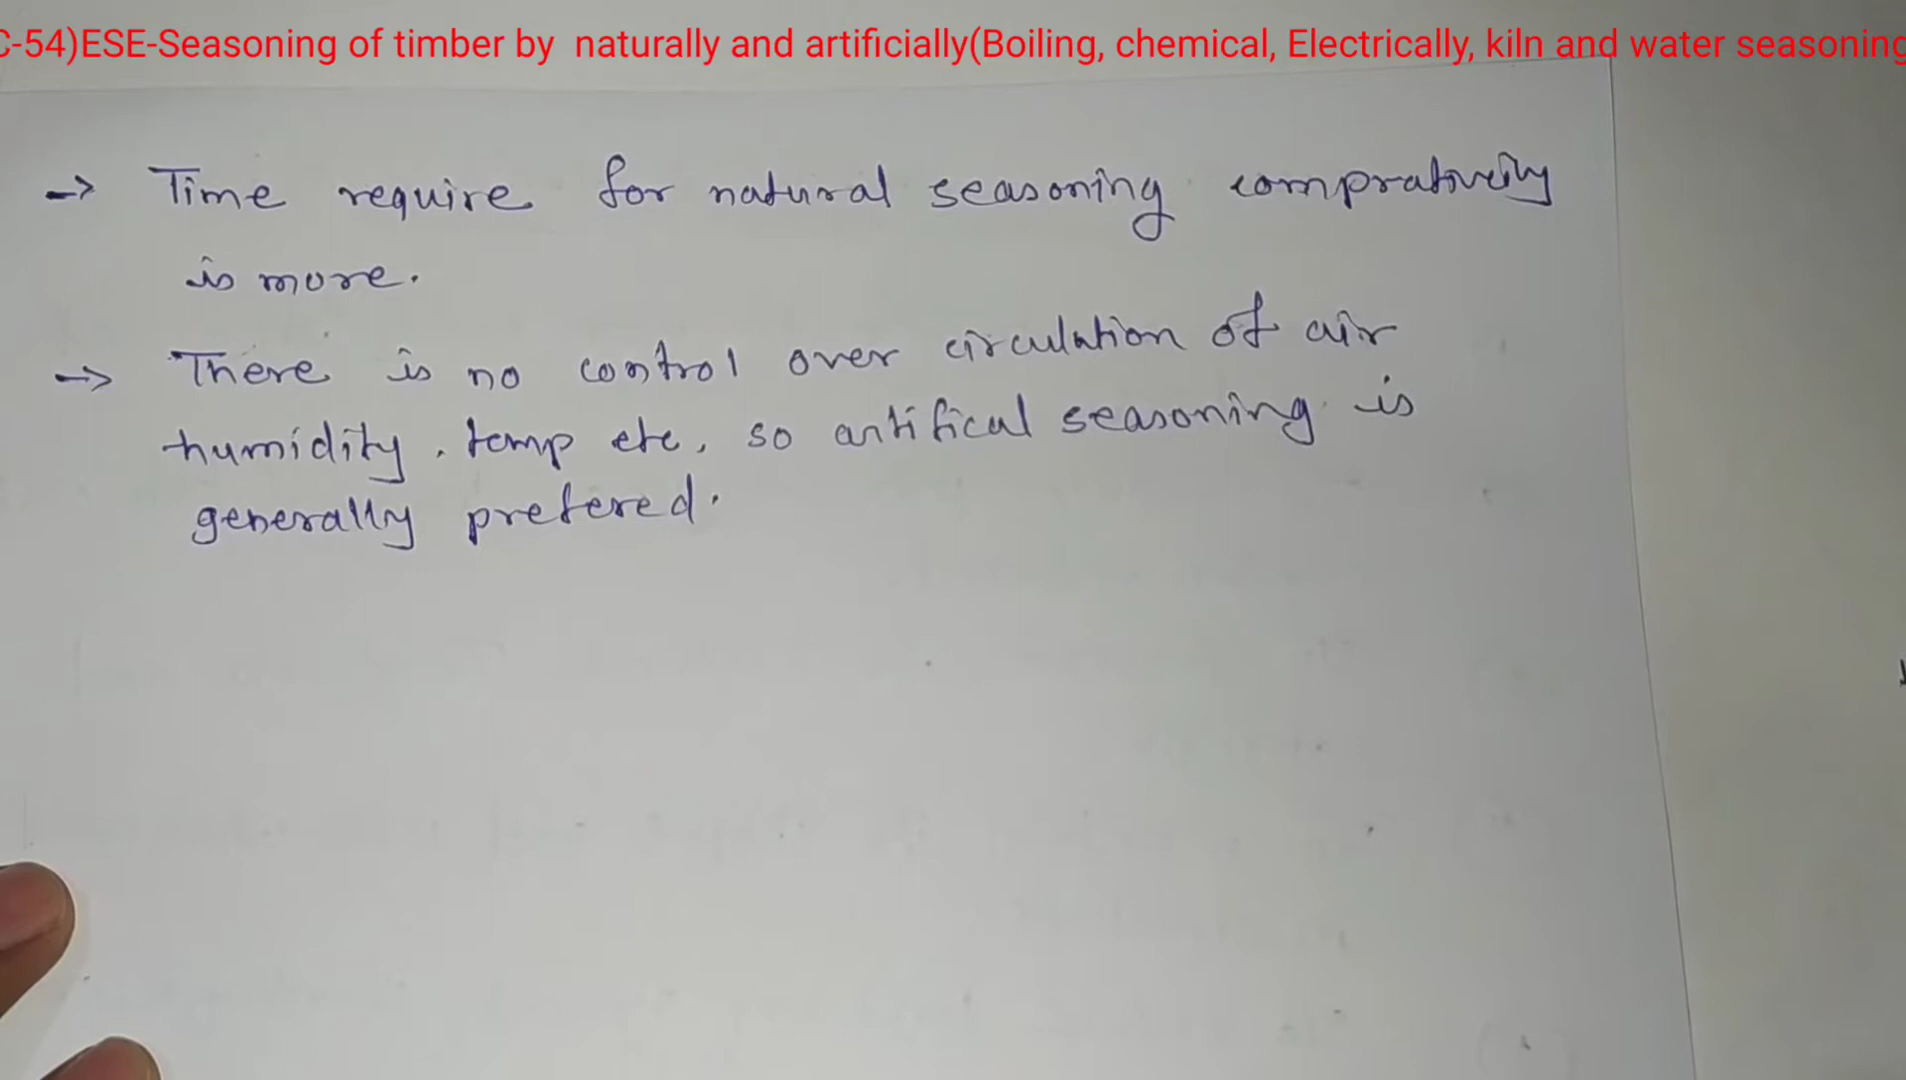 C-54)ESE-Seasoning of timber by naturally and artificially(Boiling, chemical, Electrically, kiln and water seasoning
→ Time require for natural seasoning comprativeily
is more.
→ There is no control over circulation of air
humidity, temp etc, so artifical seasoning is
generally prefered.